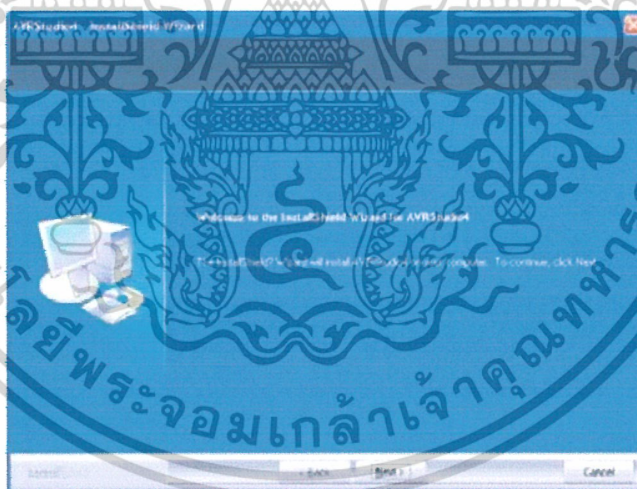 AVRStudio4 - InstallShield Wizard
Welcome to the InstallShield Wizard for AVRStudio4
The InstallShield? Wizard will install AVRStudio4 on your computer. To continue, click Next.
ลัยีพระจอมเกล้าเจ้าคุณทหาร
InstallShield
< Back
Next >
Cancel